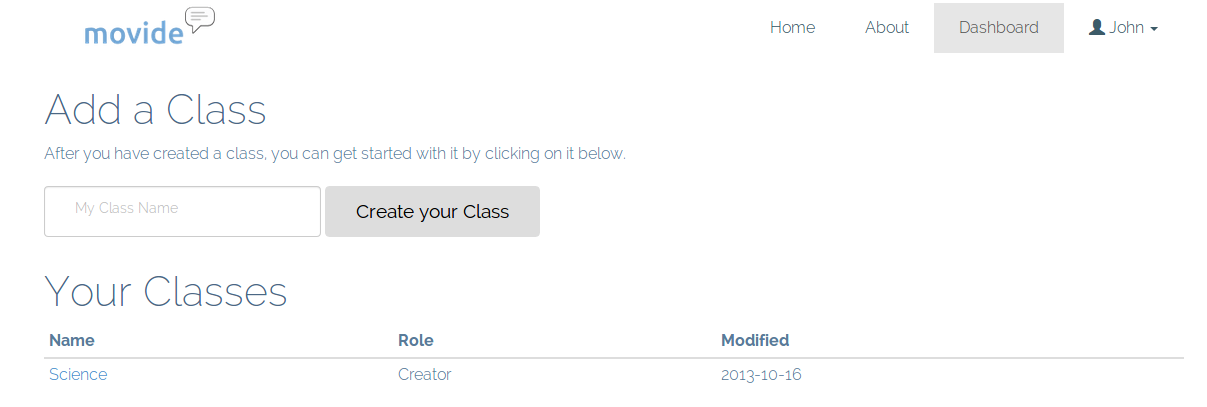 movide
Home About Dashboard John
Add a Class
After you have created a class, you can get started with it by clicking on it below.
My Class Name Create your Class
Your Classes
Name Role Modified
Science Creator 2013-10-16